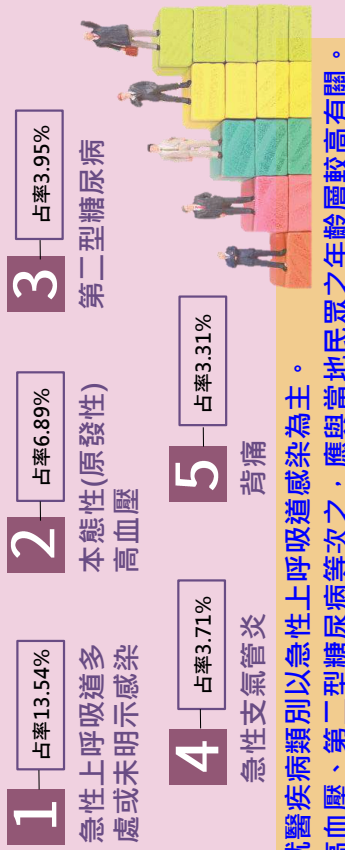 1
占率13.54%
急性上呼吸道多
處或未明示感染
2
占率6.89%
本態性(原發性)
高血壓
3
占率3.95%
第二型糖尿病
4
占率3.71%
急性支氣管炎
5
占率3.31%
背痛
就醫疾病類別以急性上呼吸道感染為主。
高血壓、第二型糖尿病等次之，應與當地民眾之年齡層較高有關。